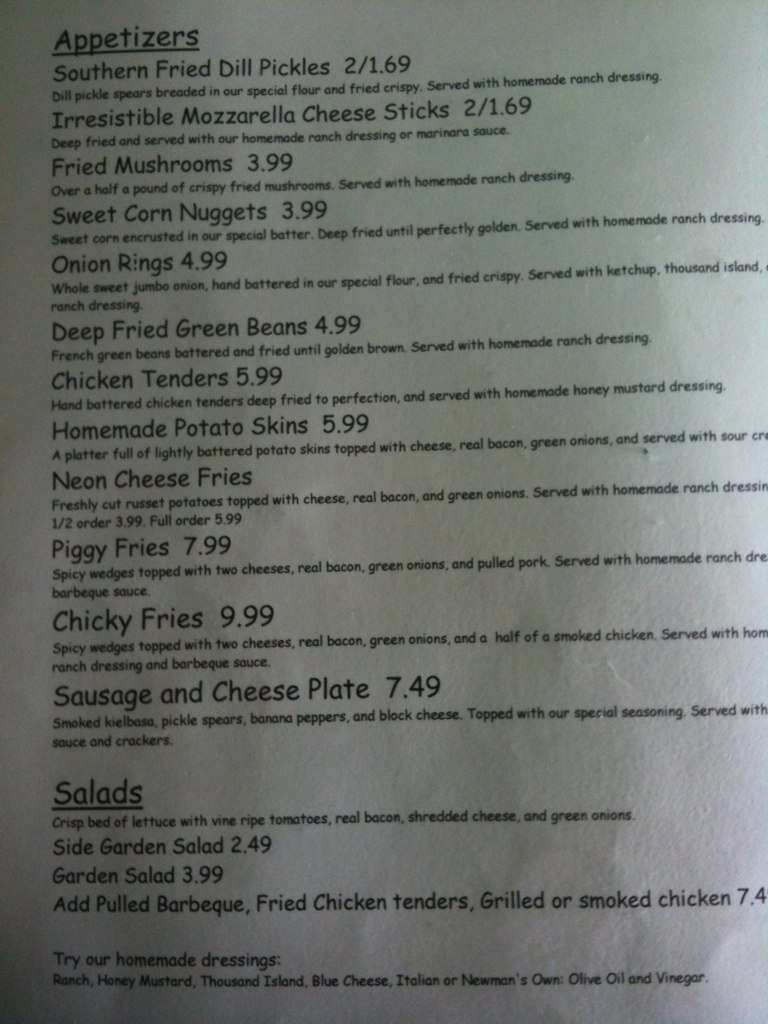 Appetizers
Southern Fried Dill Pickles 2/1.69
Dill pickle spears breaded in our special flour and fried crispy. Served with homemade ranch dressing.
Irresistible Mozzarella Cheese Sticks 2/1.69
Deep fried and served with our homemade ranch dressing or marinara sauce.
Fried Mushrooms 3.99
Over a half a pound of crispy fried mushrooms. Served with homemade ranch dressing.
Sweet Corn Nuggets 3.99
Sweet corn encrusted in our special batter. Deep fried until perfectly golden. Served with homemade ranch dressing.
Onion Rings 4.99
Whole sweet jumbo onion, hand battered in our special flour, and fried crispy. Served with ketchup, thousand island,
ranch dressing.
Deep Fried Green Beans 4.99
French green beans battered and fried until golden brown. Served with homemade ranch dressing.
Chicken Tenders 5.99
Hand battered chicken tenders deep fried to perfection, and served with homemade honey mustard dressing.
Homemade Potato Skins 5.99
A platter full of lightly battered potato skins topped with cheese, real bacon, green onions, and served with sour cre
Neon Cheese Fries
Freshly cut russet potatoes topped with cheese, real bacon, and green onions. Served with homemade ranch dressin
1/2 order 3.99. Full order 5.99
Piggy Fries 7.99
Spicy wedges topped with two cheeses, real bacon, green onions, and pulled pork. Served with homemade ranch dre
barbeque sauce.
Chicky Fries 9.99
Spicy wedges topped with two cheeses, real bacon, green onions, and a half of a smoked chicken. Served with hom
ranch dressing and barbeque sauce.
Sausage and Cheese Plate 7.49
Smoked kielbasa, pickle spears, banana peppers, and block cheese. Topped with our special seasoning. Served with
sauce and crackers.
Salads
Crisp bed of lettuce with vine ripe tomatoes, real bacon, shredded cheese, and green onions.
Side Garden Salad 2.49
Garden Salad 3.99
Add Pulled Barbeque, Fried Chicken tenders, Grilled or smoked chicken 7.4
Try our homemade dressings:
Ranch, Honey Mustard, Thousand Island, Blue Cheese, Italian or Newman's Own: Olive Oil and Vinegar.